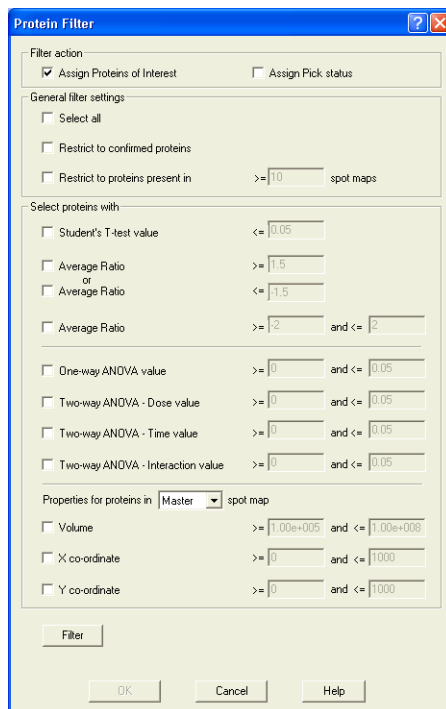 Protein Filter
Filter action
Assign Proteins of Interest Assign Pick status
General filter settings
Select all
Restrict to confirmed proteins
Restrict to proteins present in >= 10 spot maps
Select proteins with
Student's T-test value <= 0.05
Average Ratio >= 1.5
or
Average Ratio <= -1.5
Average Ratio >= -2 and <= 2
One-way ANOVA value >= 0 and <= 0.05
Two-way ANOVA - Dose value >= 0 and <= 0.05
Two-way ANOVA - Time value >= 0 and <= 0.05
Two-way ANOVA - Interaction value >= 0 and <= 0.05
Properties for proteins in Master spot map
Volume >= 1.00e+005 and <= 1.00e+008
X co-ordinate >= 0 and <= 1000
Y co-ordinate >= 0 and <= 1000
Filter
OK Cancel Help